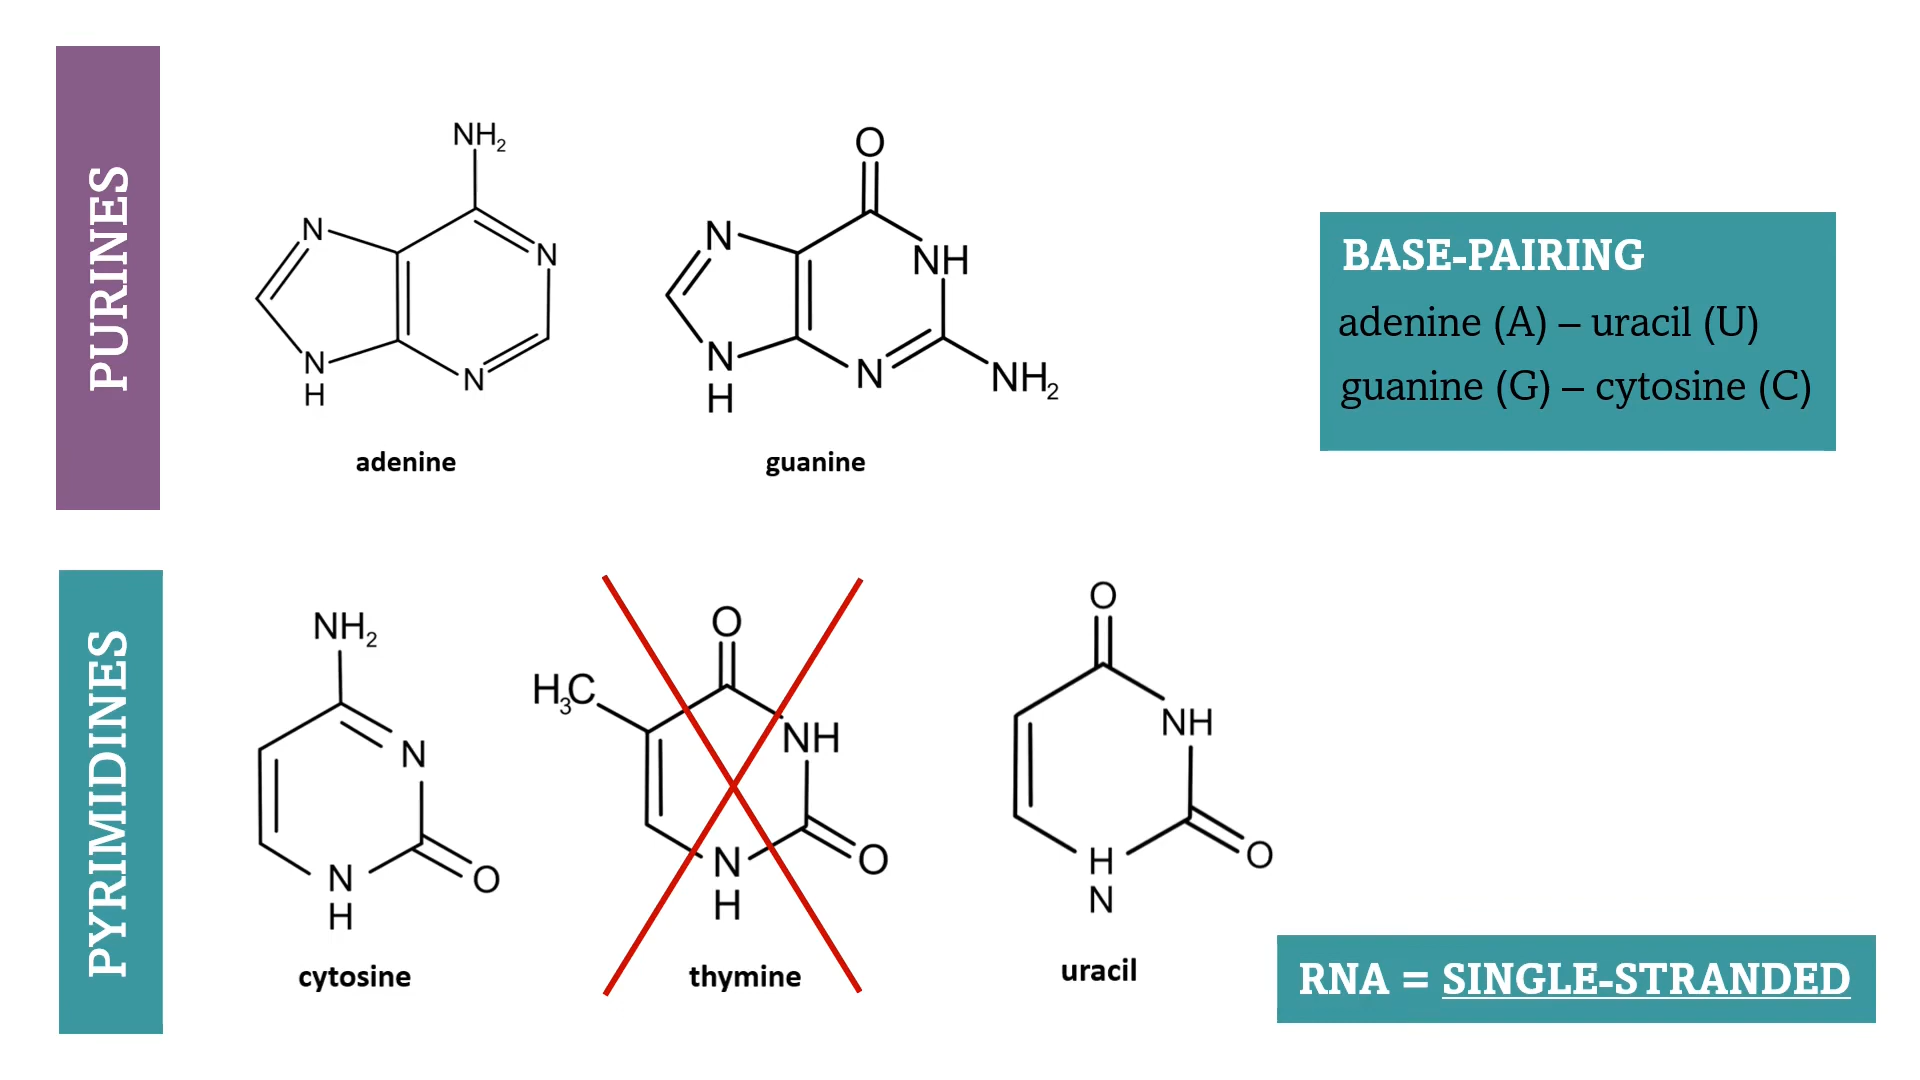 PURINES
NH₂
N
N
N
H
N
adenine
O
N
NH
N
H
N
NH₂
guanine
BASE-PAIRING
adenine (A) – uracil (U)
guanine (G) – cytosine (C)
PYRIMIDINES
NH₂
N
N
H
O
cytosine
O
H₃C
NH
N
H
O
thymine
O
NH
H
N
O
uracil
RNA = SINGLE-STRANDED